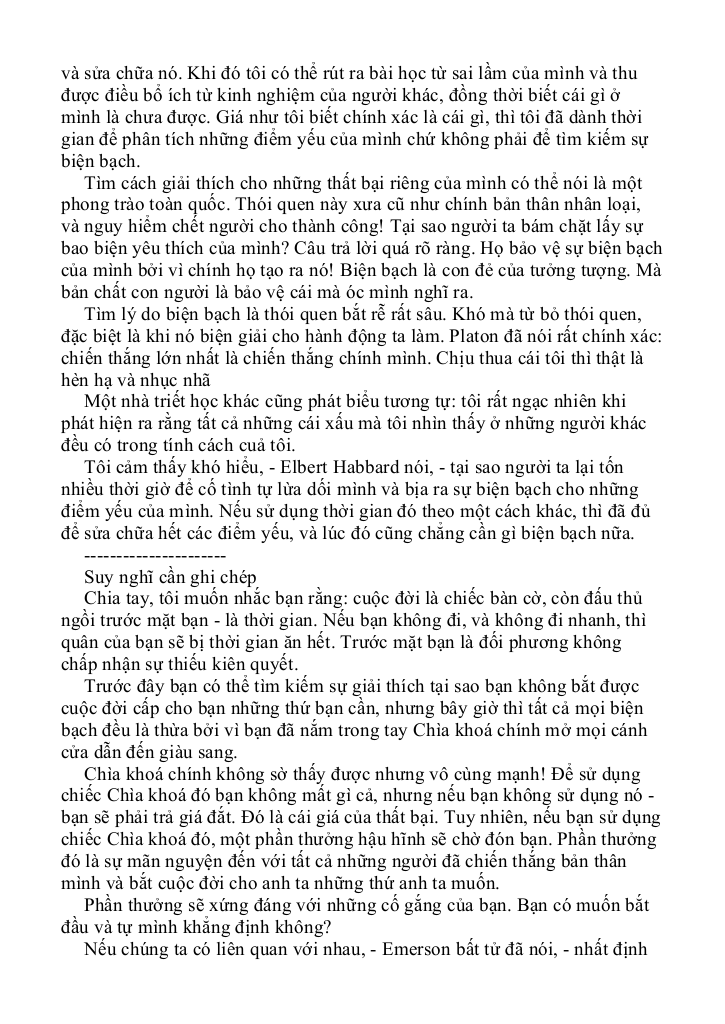 và sửa chữa nó. Khi đó tôi có thể rút ra bài học từ sai lầm của mình và thu
được điều bổ ích từ kinh nghiệm của người khác, đồng thời biết cái gì ở
mình là chưa được. Giá như tôi biết chính xác là cái gì, thì tôi đã dành thời
gian để phân tích những điểm yếu của mình chứ không phải để tìm kiếm sự
biện bạch.
Tìm cách giải thích cho những thất bại riêng của mình có thể nói là một
phong trào toàn quốc. Thói quen này xưa cũ như chính bản thân nhân loại,
và nguy hiểm chết người cho thành công! Tại sao người ta bám chặt lấy sự
bao biện yêu thích của mình? Câu trả lời quá rõ ràng. Họ bảo vệ sự biện bạch
của mình bởi vì chính họ tạo ra nó! Biện bạch là con đẻ của tưởng tượng. Mà
bản chất con người là bảo vệ cái mà óc mình nghĩ ra.
Tìm lý do biện bạch là thói quen bắt rễ rất sâu. Khó mà từ bỏ thói quen,
đặc biệt là khi nó biện giải cho hành động ta làm. Platon đã nói rất chính xác:
chiến thắng lớn nhất là chiến thắng chính mình. Chịu thua cái tôi thì thật là
hèn hạ và nhục nhã
Một nhà triết học khác cũng phát biểu tương tự: tôi rất ngạc nhiên khi
phát hiện ra rằng tất cả những cái xấu mà tôi nhìn thấy ở những người khác
đều có trong tính cách cuả tôi.
Tôi cảm thấy khó hiểu, - Elbert Habbard nói, - tại sao người ta lại tốn
nhiều thời giờ để cố tình tự lừa dối mình và bịa ra sự biện bạch cho những
điểm yếu của mình. Nếu sử dụng thời gian đó theo một cách khác, thì đã đủ
để sửa chữa hết các điểm yếu, và lúc đó cũng chẳng cần gì biện bạch nữa.
----------------------
Suy nghĩ cần ghi chép
Chia tay, tôi muốn nhắc bạn rằng: cuộc đời là chiếc bàn cờ, còn đấu thủ
ngồi trước mặt bạn - là thời gian. Nếu bạn không đi, và không đi nhanh, thì
quân của bạn sẽ bị thời gian ăn hết. Trước mặt bạn là đối phương không
chấp nhận sự thiếu kiên quyết.
Trước đây bạn có thể tìm kiếm sự giải thích tại sao bạn không bắt được
cuộc đời cấp cho bạn những thứ bạn cần, nhưng bây giờ thì tất cả mọi biện
bạch đều là thừa bởi vì bạn đã nắm trong tay Chìa khoá chính mở mọi cánh
cửa dẫn đến giàu sang.
Chìa khoá chính không sờ thấy được nhưng vô cùng mạnh! Để sử dụng
chiếc Chìa khoá đó bạn không mất gì cả, nhưng nếu bạn không sử dụng nó -
bạn sẽ phải trả giá đắt. Đó là cái giá của thất bại. Tuy nhiên, nếu bạn sử dụng
chiếc Chìa khoá đó, một phần thưởng hậu hĩnh sẽ chờ đón bạn. Phần thưởng
đó là sự mãn nguyện đến với tất cả những người đã chiến thắng bản thân
mình và bắt cuộc đời cho anh ta những thứ anh ta muốn.
Phần thưởng sẽ xứng đáng với những cố gắng của bạn. Bạn có muốn bắt
đầu và tự mình khẳng định không?
Nếu chúng ta có liên quan với nhau, - Emerson bất tử đã nói, - nhất định